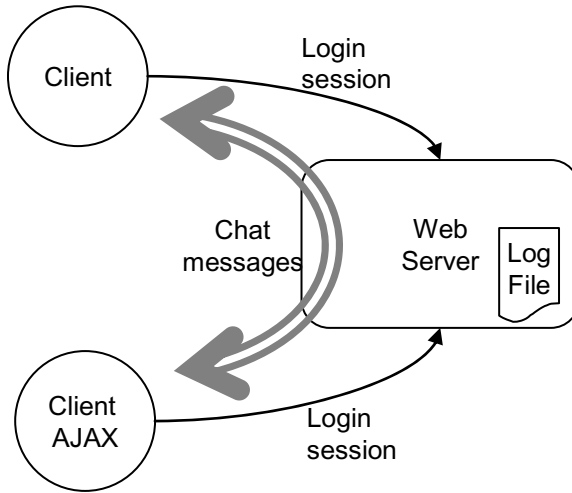 Client
Login
session
Chat
messages
Web
Server
Log
File
Client
AJAX
Login
session